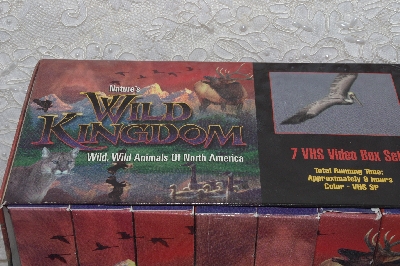 Nature's
WILD
KINGDOM
Wild, Wild Animals Of North America
7 VHS Video Box Set
Total Running Time:
Approximately 9 Hours
Color - VHS SP